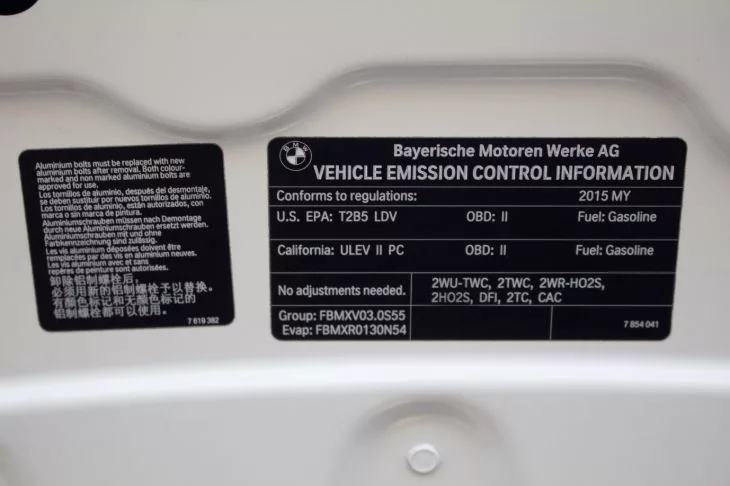 Aluminium bolts must be replaced with new
aluminium bolts after removal. Both colour-
marked and non marked aluminium bolts are
approved for use.
Los tornillos de aluminio, después del desmontaje,
se deben sustituir por nuevos tornillos de aluminio.
Los tornillos de aluminio, están autorizados, con
marca o sin marca de pintura.
Aluminiumschrauben müssen nach Demontage
durch neue Aluminiumschrauben ersetzt werden.
Aluminiumschrauben mit und ohne
Farbkennzeichnung sind zulässig.
Les vis aluminium déposées doivent être
remplacées par des vis en aluminium neuves.
Les vis aluminium avec et sans
repères de peinture sont autorisées.
卸除铝制螺栓后,
必须用新的铝制螺栓予以替换。
有颜色标记和无颜色标记的
铝制螺栓都可以使用。
7 619 382
BMW
Bayerische Motoren Werke AG
VEHICLE EMISSION CONTROL INFORMATION
Conforms to regulations: 2015 MY
U.S. EPA: T2B5 LDV OBD: II Fuel: Gasoline
California: ULEV II PC OBD: II Fuel: Gasoline
No adjustments needed. 2WU-TWC, 2TWC, 2WR-HO2S,
2HO2S, DFI, 2TC, CAC
Group: FBMXV03.0S55
Evap: FBMXR0130N54 7 854 041